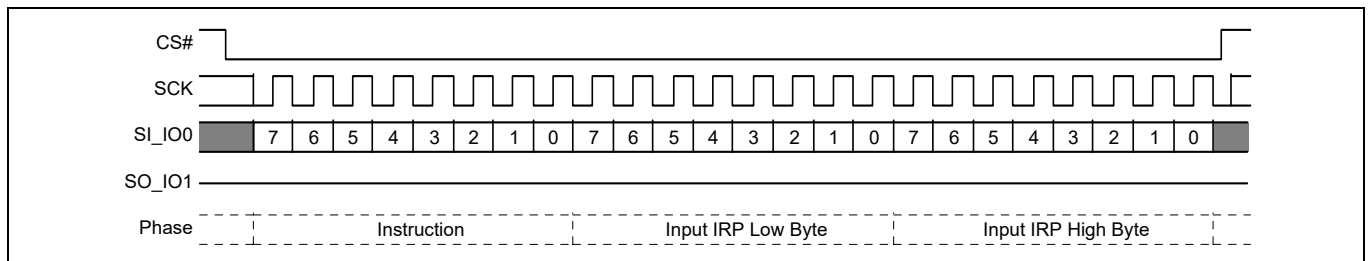 CS#
SCK
SI_IO0 7 6 5 4 3 2 1 0 7 6 5 4 3 2 1 0 7 6 5 4 3 2 1 0
SO_IO1
Phase Instruction Input IRP Low Byte Input IRP High Byte